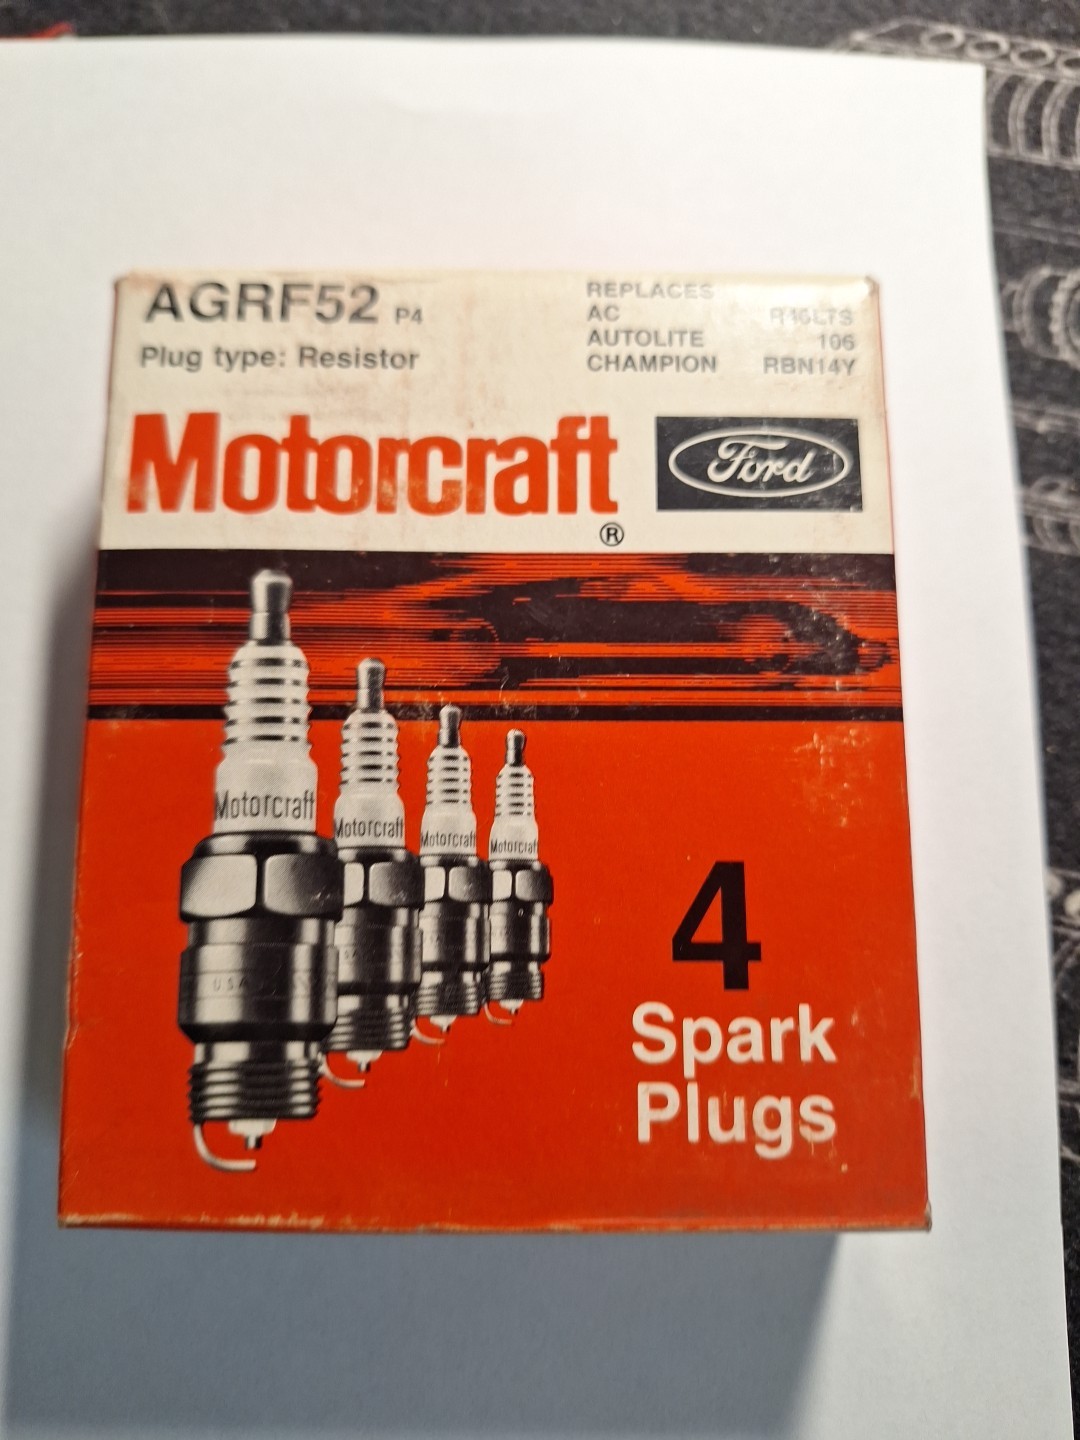 AGRF52 P4
Plug type: Resistor
REPLACES
AC
AUTOLITE 106
CHAMPION RBN14Y
Motorcraft
®
Ford
Motorcraft
Motorcraft
Motorcraft
Motorcraft
USA
4
Spark
Plugs